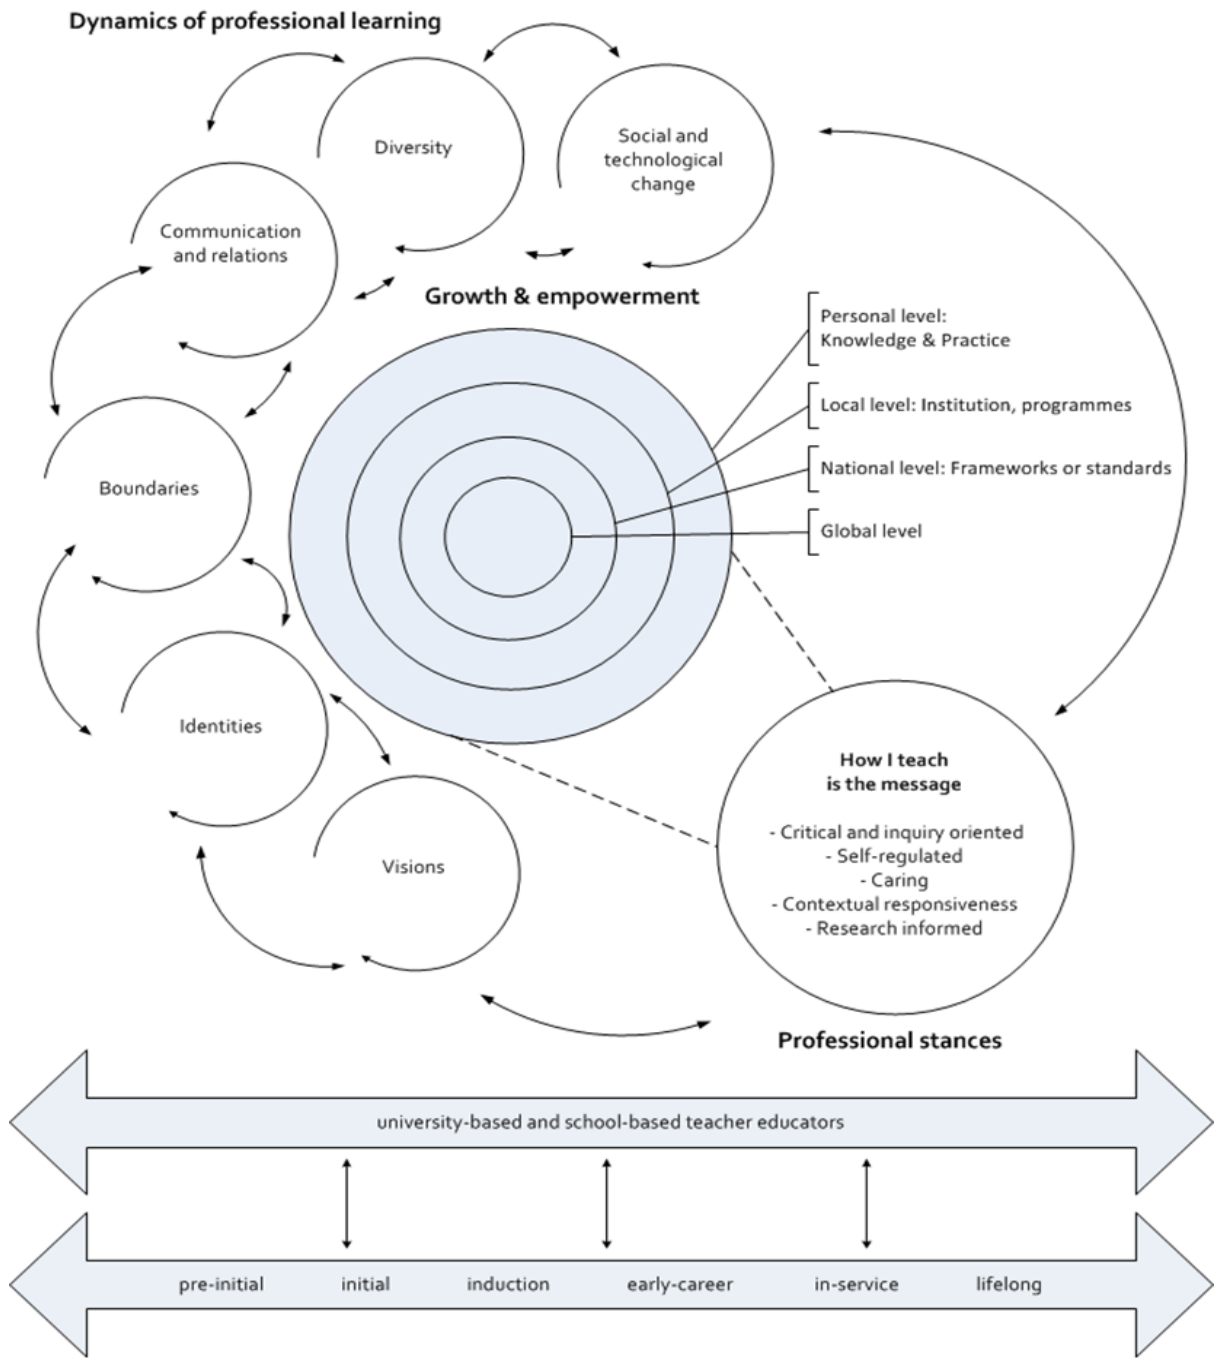 Dynamics of professional learning
Diversity
Social and
technological
change
Communication
and relations
Growth & empowerment
Personal level:
Knowledge & Practice
Local level: Institution, programmes
National level: Frameworks or standards
Global level
Boundaries
Identities
Visions
How I teach
is the message
- Critical and inquiry oriented
- Self-regulated
- Caring
- Contextual responsiveness
- Research informed
Professional stances
university-based and school-based teacher educators
pre-initial initial induction early-career in-service lifelong